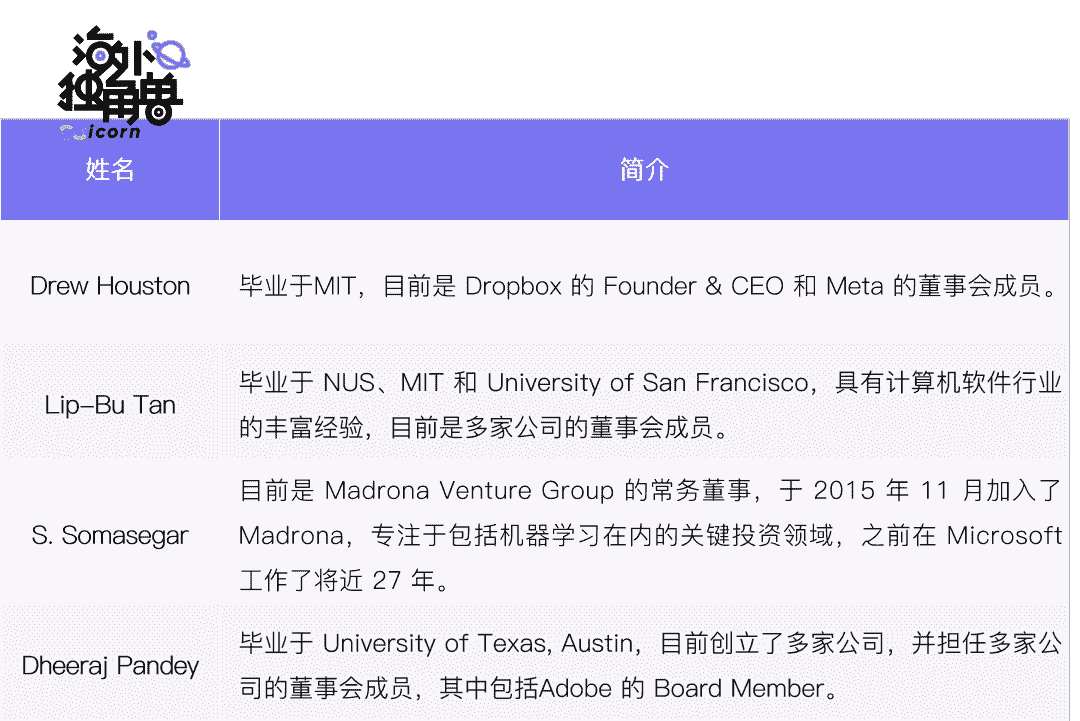 海外
独角兽
icorn
姓名
简介
Drew Houston
毕业于MIT，目前是 Dropbox 的 Founder & CEO 和 Meta 的董事会成员。
Lip-Bu Tan
毕业于 NUS、MIT 和 University of San Francisco，具有计算机软件行业
的丰富经验，目前是多家公司的董事会成员。
S. Somasegar
目前是 Madrona Venture Group 的常务董事，于 2015 年 11 月加入了
Madrona，专注于包括机器学习在内的关键投资领域，之前在 Microsoft
工作了将近 27 年。
Dheeraj Pandey
毕业于 University of Texas, Austin，目前创立了多家公司，并担任多家公
司的董事会成员，其中包括Adobe 的 Board Member。